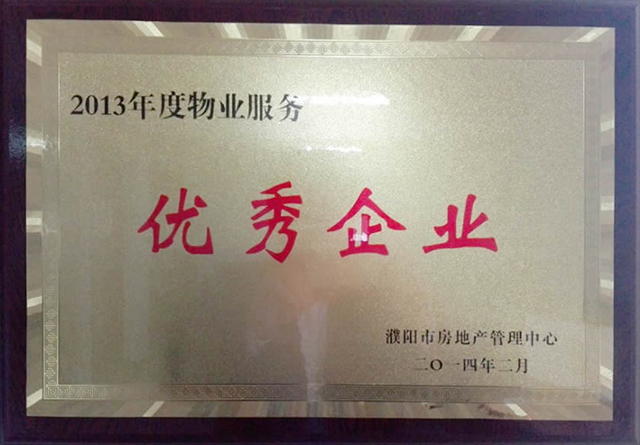 2013年度物业服务
优秀企业
濮阳市房地产管理中心
二〇一四年二月